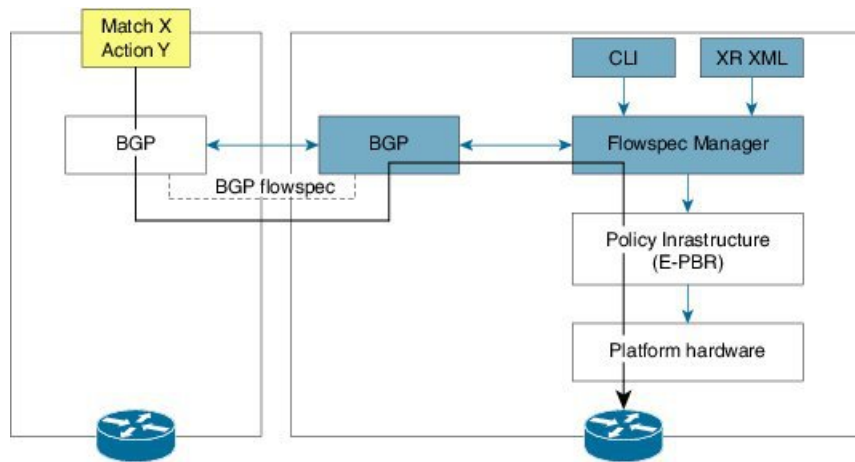 Match X
Action Y
CLI
XR XML
BGP
BGP
Flowspec Manager
BGP flowspec
Policy Inrastructure
(E-PBR)
Platform hardware